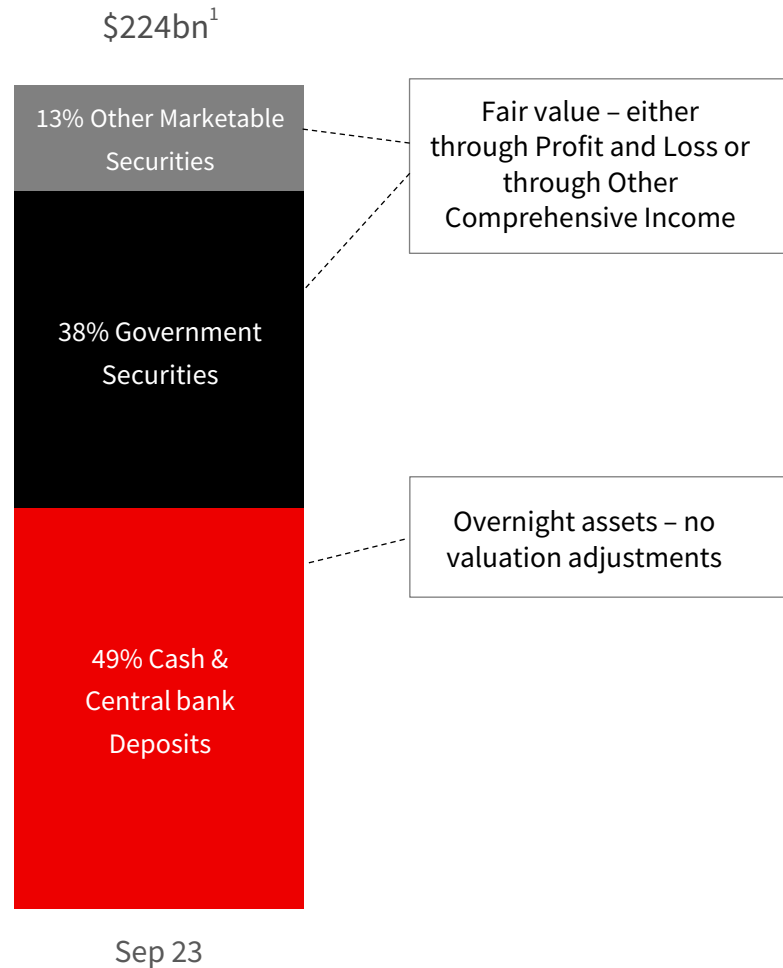 $224bn1
13% Other Marketable
Securities
Fair value – either
through Profit and Loss or
through Other
Comprehensive Income
38% Government
Securities
Overnight assets – no
valuation adjustments
49% Cash &
Central bank
Deposits
Sep 23